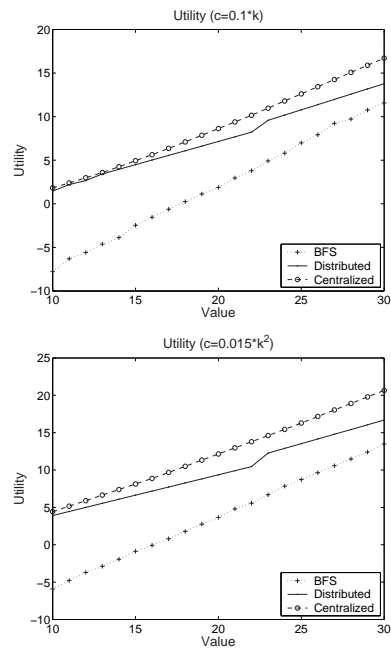 Utility (c=0.1*k)
20
15
10
5
0
−5
−10
Utility
10
15
20
25
30
Value
BFS
Distributed
Centralized
Utility (c=0.015*k²)
25
20
15
10
5
0
−5
−10
Utility
10
15
20
25
30
Value
BFS
Distributed
Centralized